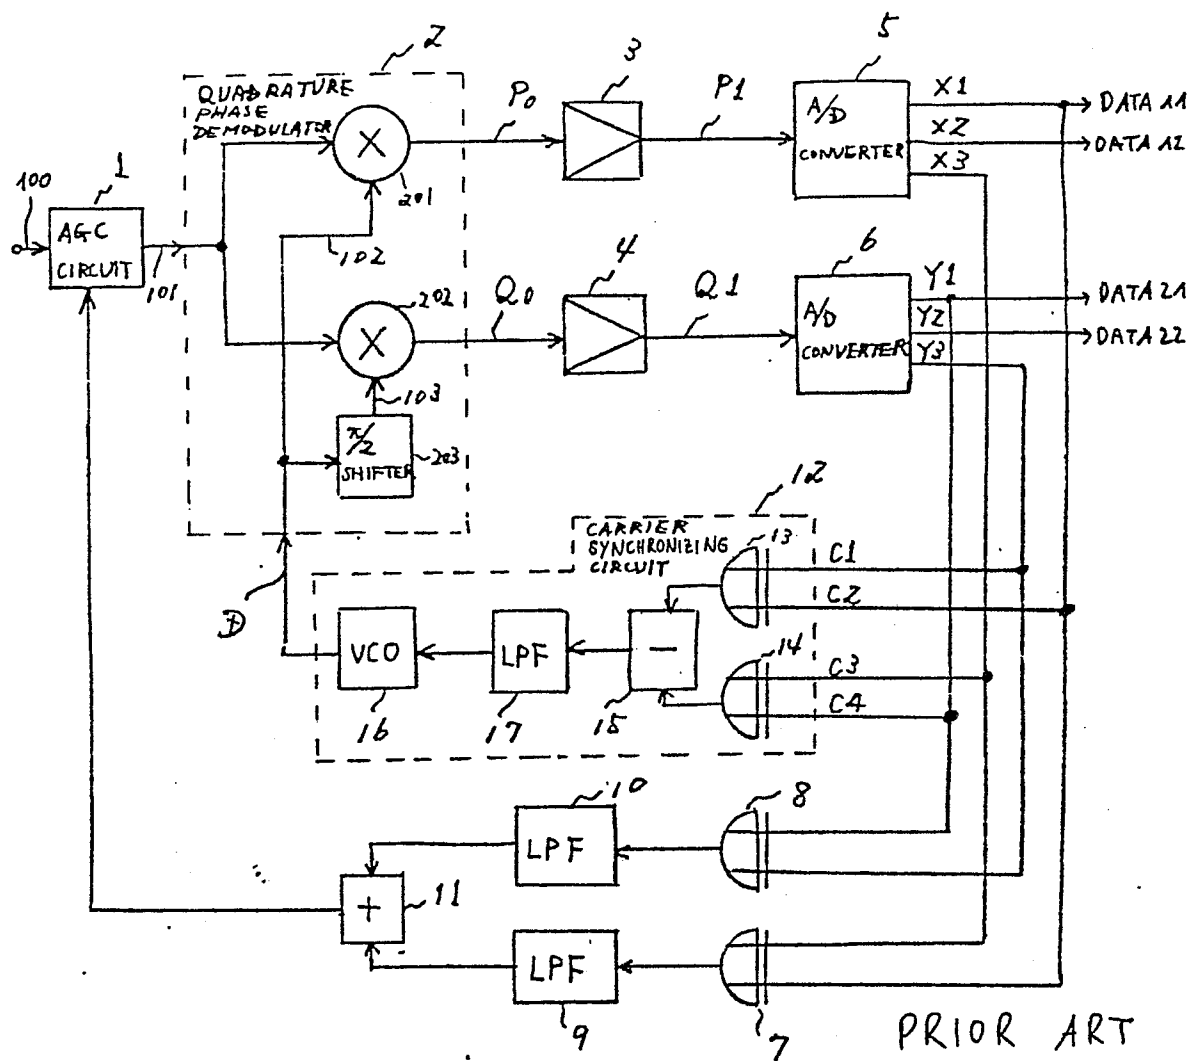 2
QUADRATURE
PHASE
DEMODULATOR
×
201
P0
3
P1
5
A/D
CONVERTER
X1
X2
X3
DATA 11
DATA 12
100
1
AGC
CIRCUIT
101
102
202
×
Q0
4
Q1
6
A/D
CONVERTER
Y1
Y2
Y3
DATA 21
DATA 22
103
π/2
SHIFTER
203
12
CARRIER
SYNCHRONIZING
CIRCUIT
13
C1
C2
D
VCO
LPF
−
14
C3
C4
16
17
15
10
LPF
8
+
11
LPF
9
7
PRIOR ART